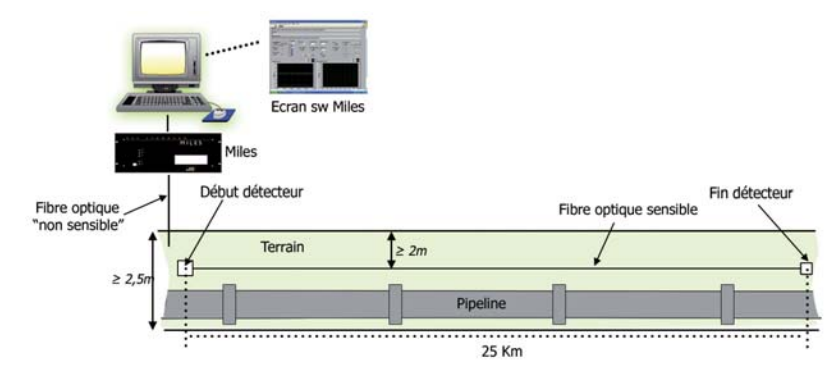 Ecran sw Miles
MILES
Miles
Début détecteur
Fin détecteur
Fibre optique
"non sensible"
Fibre optique sensible
Terrain
≥ 2m
≥ 2,5m
Pipeline
25 Km